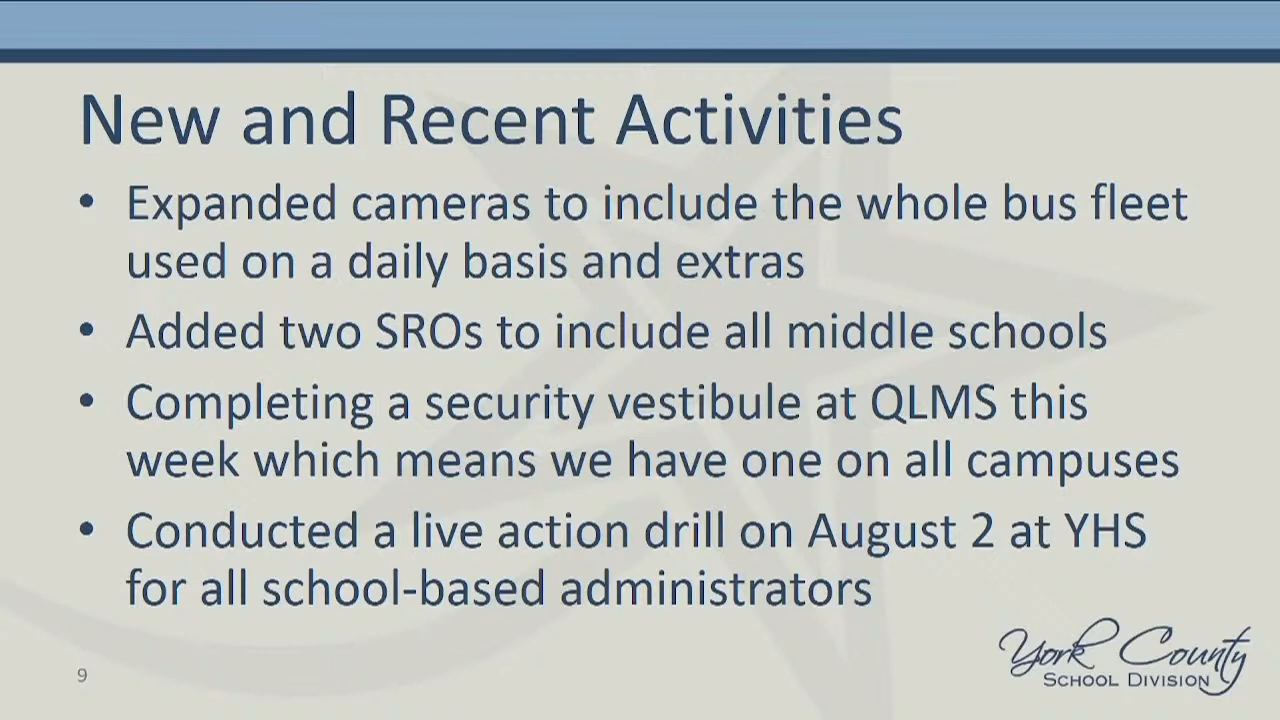 New and Recent Activities
• Expanded cameras to include the whole bus fleet
used on a daily basis and extras
• Added two SROs to include all middle schools
• Completing a security vestibule at QLMS this
week which means we have one on all campuses
• Conducted a live action drill on August 2 at YHS
for all school-based administrators
9
York County
School Division